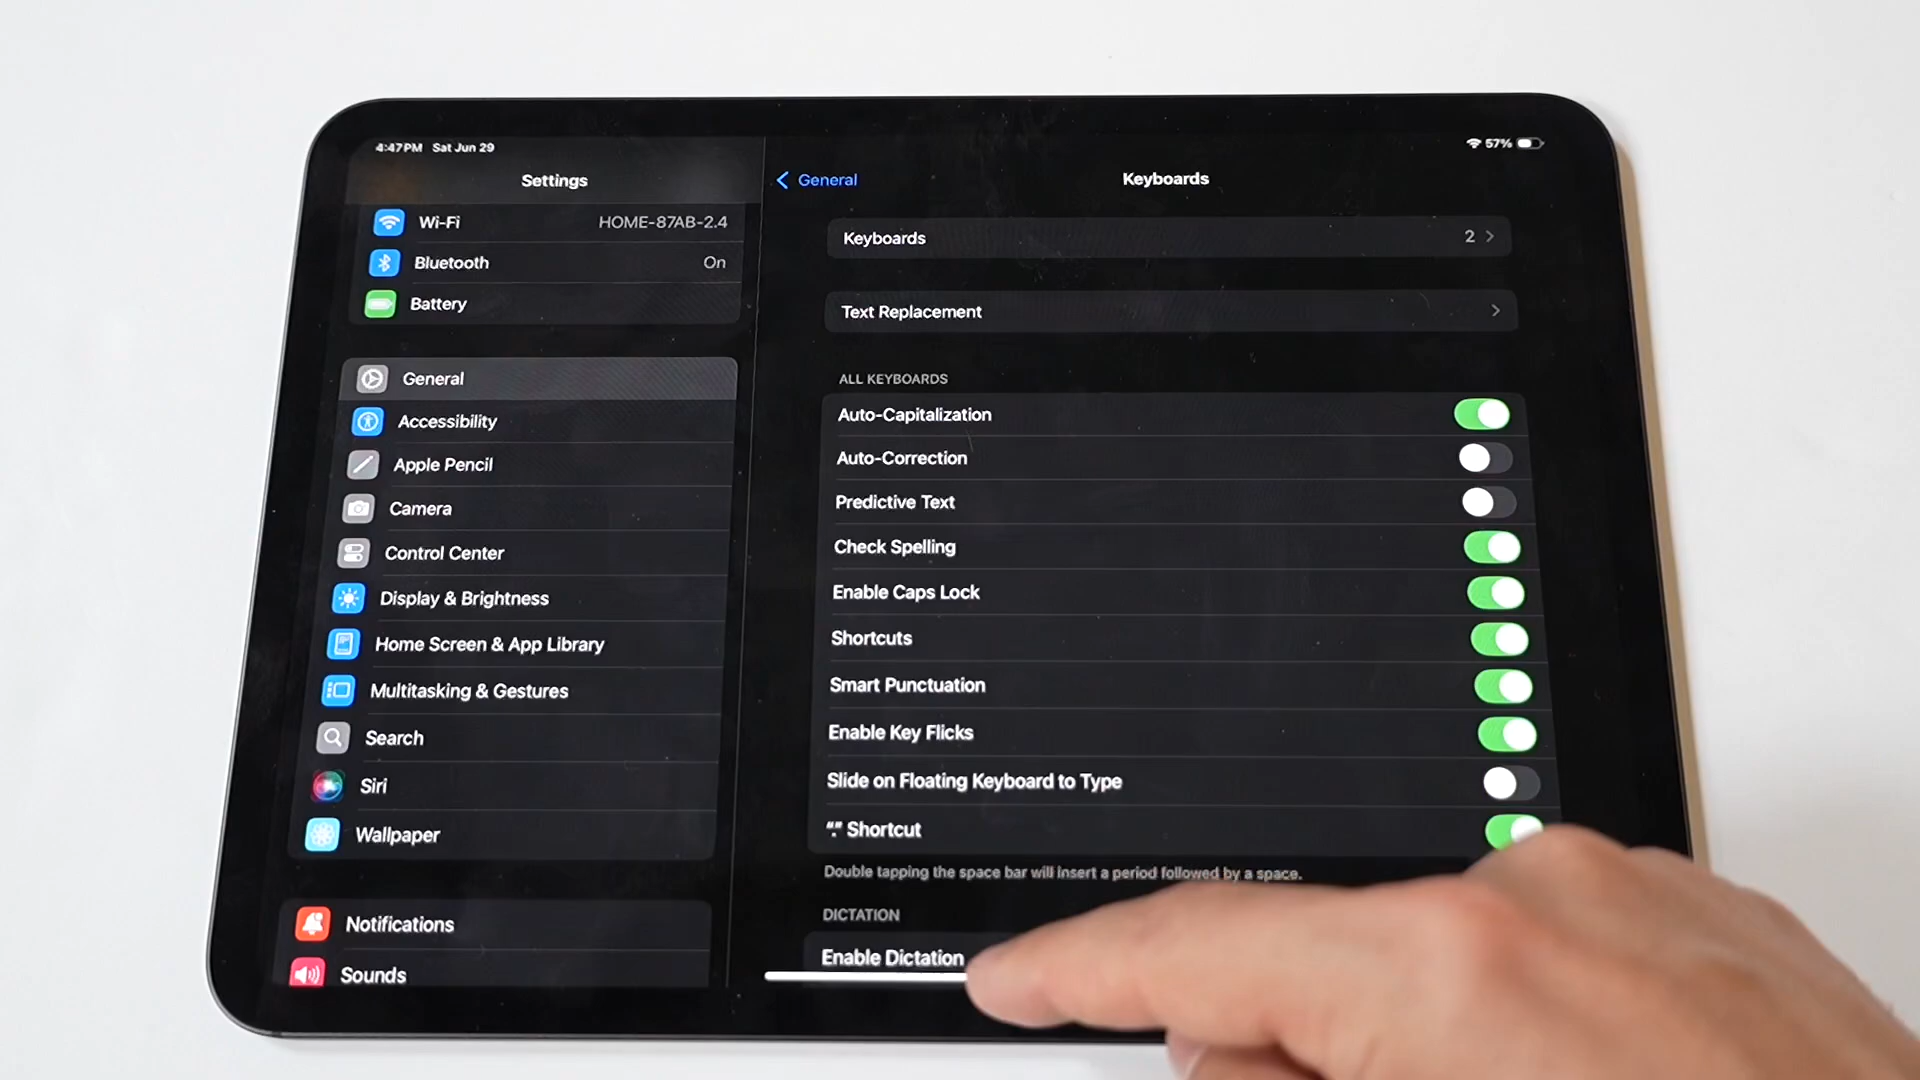 4:47PM Sat Jun 29
57%
Settings
Wi-Fi HOME-87AB-2.4
Bluetooth On
Battery
General
Accessibility
Apple Pencil
Camera
Control Center
Display & Brightness
Home Screen & App Library
Multitasking & Gestures
Search
Siri
Wallpaper
Notifications
Sounds
General
Keyboards
Keyboards 2
Text Replacement
ALL KEYBOARDS
Auto-Capitalization
Auto-Correction
Predictive Text
Check Spelling
Enable Caps Lock
Shortcuts
Smart Punctuation
Enable Key Flicks
Slide on Floating Keyboard to Type
“.” Shortcut
Double tapping the space bar will insert a period followed by a space.
DICTATION
Enable Dictation